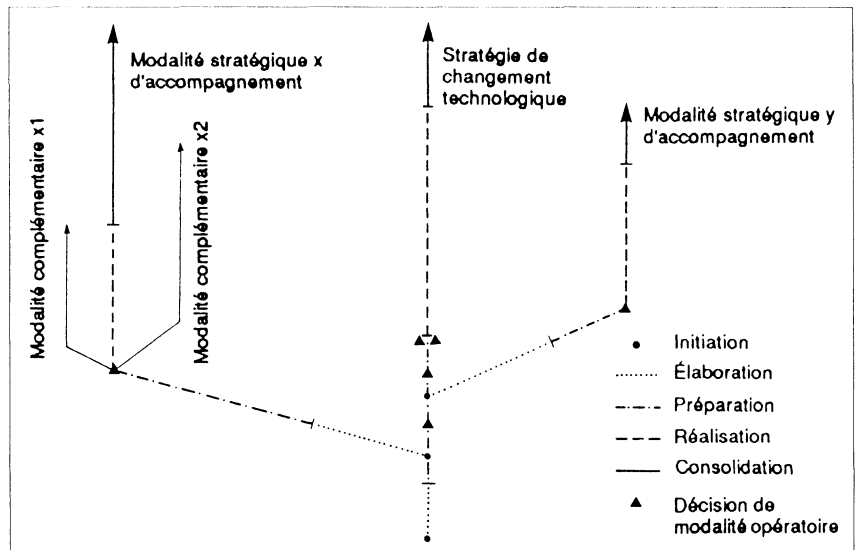 Modalité stratégique x
d'accompagnement
Stratégie de
changement
technologique
Modalité stratégique y
d'accompagnement
Modalité complémentaire x1
Modalité complémentaire x2
Initiation
Élaboration
Préparation
Réalisation
Consolidation
Décision de
modalité opératoire